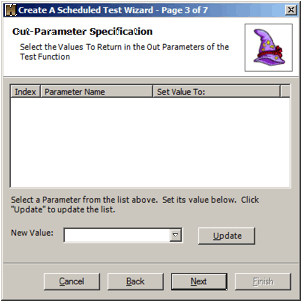 Create A Scheduled Test Wizard - Page 3 of 7
Out-Parameter Specification
Select the Values To Return in the Out Parameters of the
Test Function
Index Parameter Name Set Value To:
Select a Parameter from the list above. Set its value below. Click
"Update" to update the list.
New Value: Update
Cancel Back Next Finish